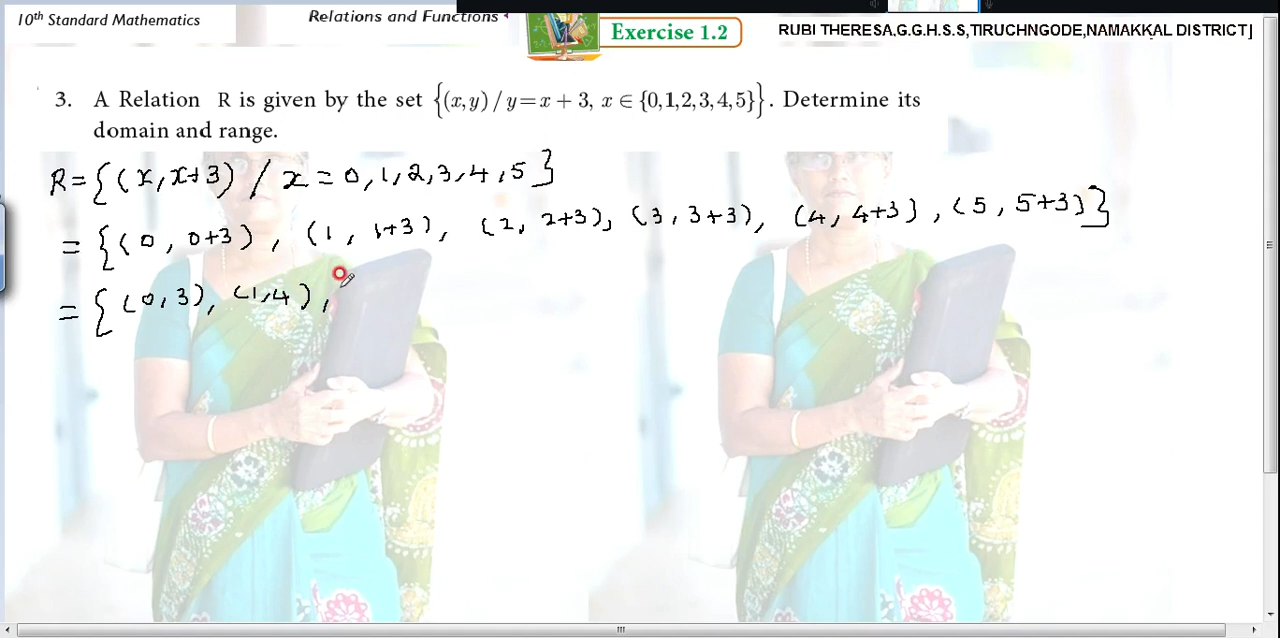 10th Standard Mathematics
Relations and Functions
Exercise 1.2
RUBI THERESA,G.G.H.S.S,TIRUCHNGODE,NAMAKKAL DISTRICT]
3. A Relation R is given by the set {(x,y) / y=x + 3, x ∈ {0,1,2,3,4,5}}. Determine its
domain and range.
R={(x,x+3) / x = 0,1,2,3,4,5}
= {(0, 0+3), (1, 1+3), (2, 2+3), (3, 3+3), (4, 4+3), (5, 5+3)}
= {(0,3), (1,4),